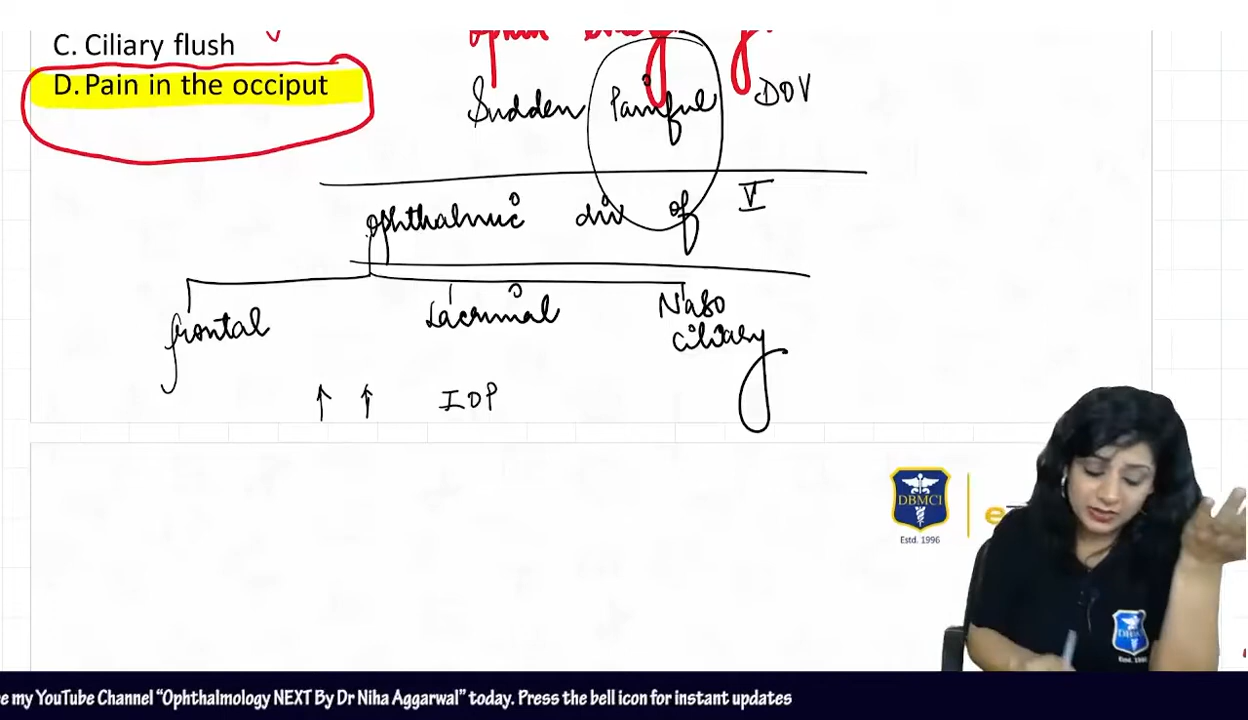 C. Ciliary flush
D. Pain in the occiput
Sudden Painful DOV
ophthalmic div of V
frontal
Lacrimal
Naso
ciliary
↑ ↑ IOP
DBMCI
e
Estd. 1996
DBMCI
e my YouTube Channel “Ophthalmology NEXT By Dr Niha Aggarwal” today. Press the bell icon for instant updates